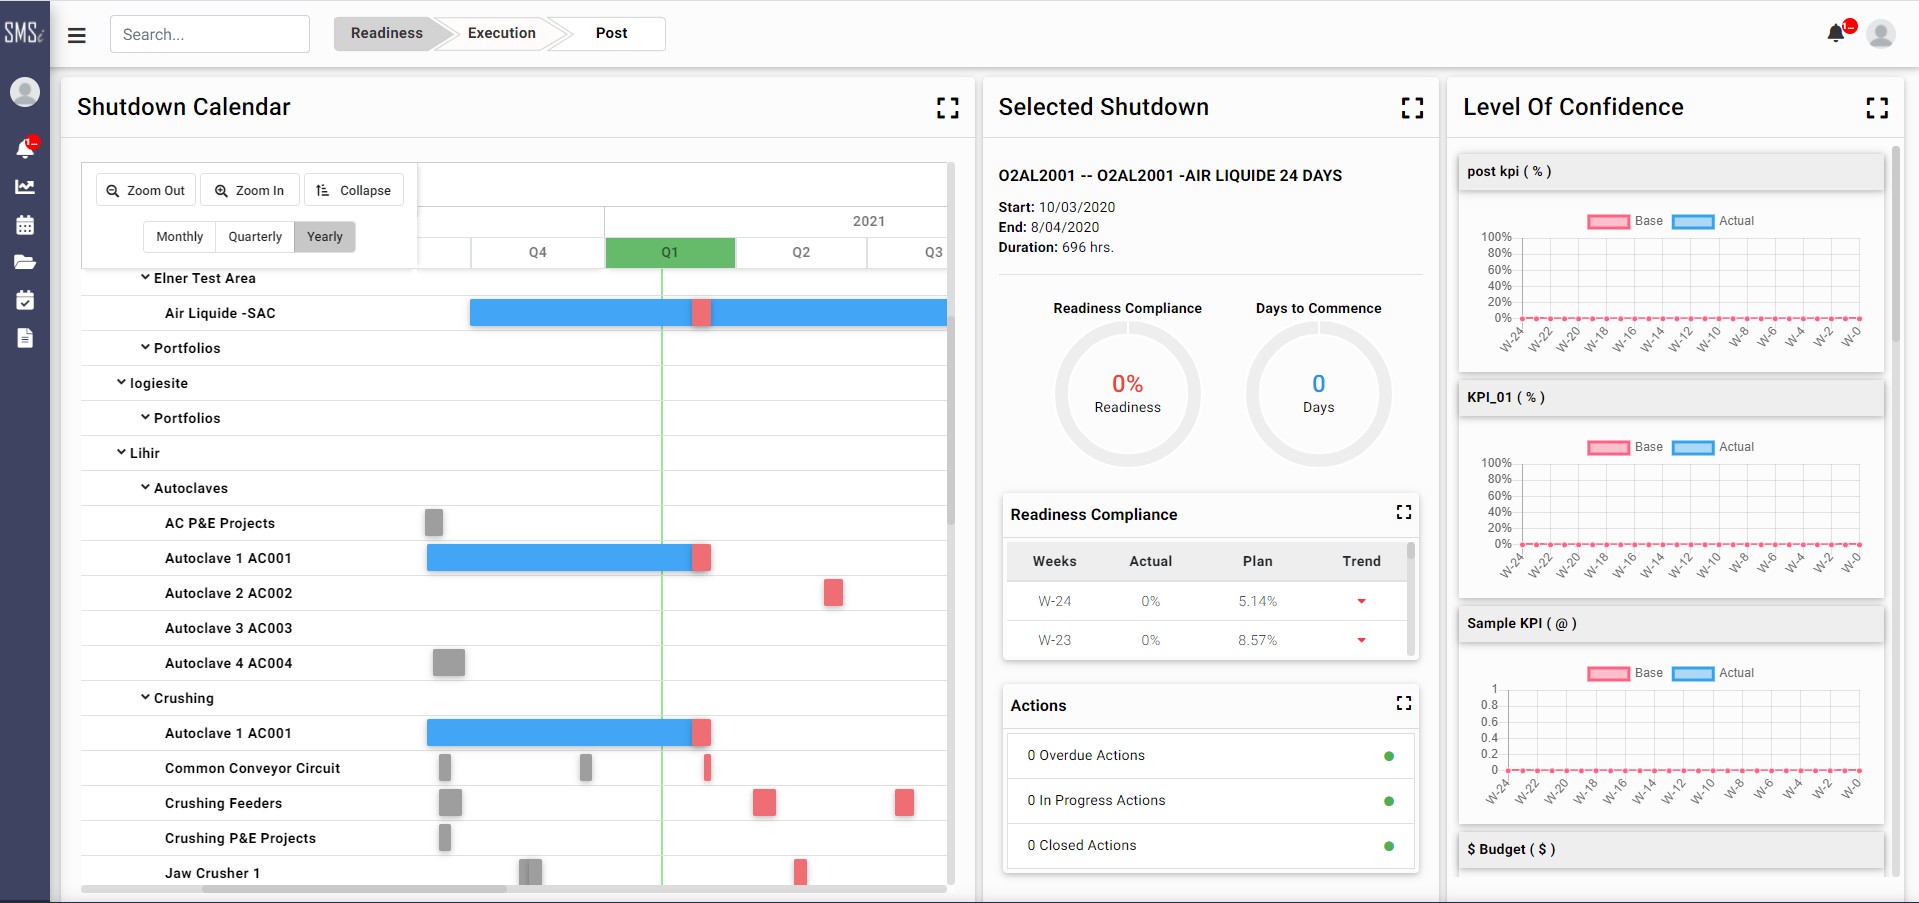 SMSi
Search...
Readiness
Execution
Post
1...
1...
Shutdown Calendar
Zoom Out
Zoom In
Collapse
Monthly
Quarterly
Yearly
2021
Q4
Q1
Q2
Q3
Elner Test Area
Air Liquide -SAC
Portfolios
logiesite
Portfolios
Lihir
Autoclaves
AC P&E Projects
Autoclave 1 AC001
Autoclave 2 AC002
Autoclave 3 AC003
Autoclave 4 AC004
Crushing
Autoclave 1 AC001
Common Conveyor Circuit
Crushing Feeders
Crushing P&E Projects
Jaw Crusher 1
Selected Shutdown
O2AL2001 -- O2AL2001 -AIR LIQUIDE 24 DAYS
Start: 10/03/2020
End: 8/04/2020
Duration: 696 hrs.
Readiness Compliance
0%
Readiness
Days to Commence
0
Days
Readiness Compliance
Weeks Actual Plan Trend
W-24 0% 5.14%
W-23 0% 8.57%
Actions
0 Overdue Actions
0 In Progress Actions
0 Closed Actions
Level Of Confidence
post kpi ( % )
Base Actual
100%
80%
60%
40%
20%
0%
W-24 W-22 W-20 W-18 W-16 W-14 W-12 W-10 W-8 W-6 W-4 W-2 W-0
KPI_01 ( % )
Base Actual
100%
80%
60%
40%
20%
0%
W-24 W-22 W-20 W-18 W-16 W-14 W-12 W-10 W-8 W-6 W-4 W-2 W-0
Sample KPI ( @ )
Base Actual
1
0.8
0.6
0.4
0.2
0
W-24 W-22 W-20 W-18 W-16 W-14 W-12 W-10 W-8 W-6 W-4 W-2 W-0
$ Budget ( $ )